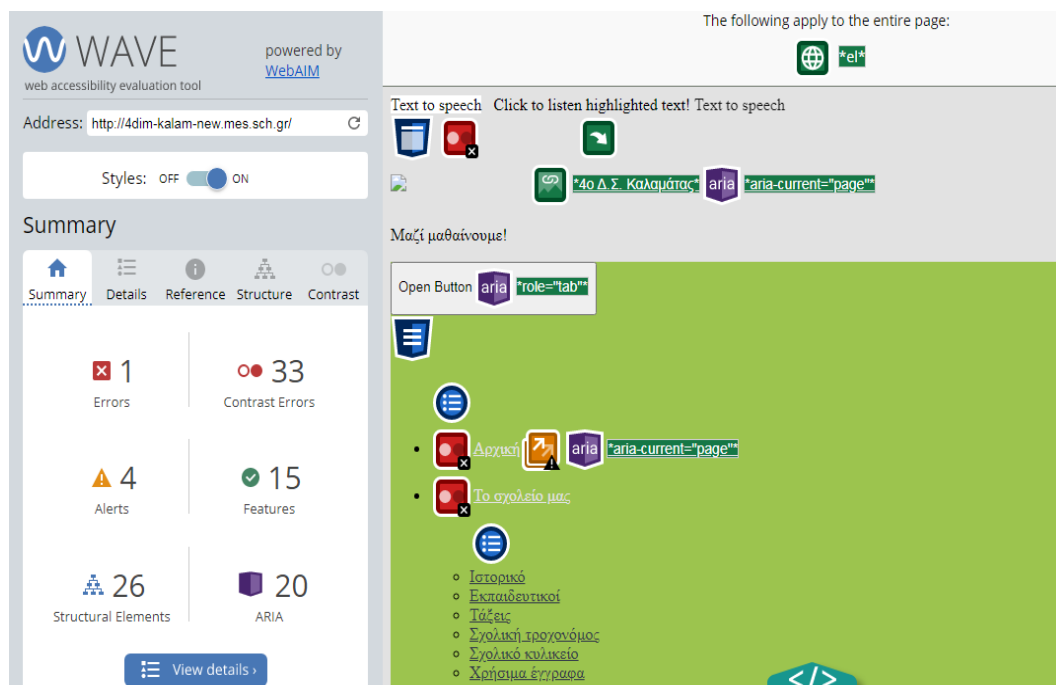 WAVE
powered by
WebAIM
web accessibility evaluation tool
Address: http://4dim-kalam-new.mes.sch.gr/
Styles: OFF ON
Summary
Summary Details Reference Structure Contrast
1
Errors
33
Contrast Errors
4
Alerts
15
Features
26
Structural Elements
20
ARIA
View details ›
The following apply to the entire page:
*el*
Text to speech Click to listen highlighted text! Text to speech
*4ο Δ.Σ. Καλαμάτας* aria *aria-current="page"*
Μαζί μαθαίνουμε!
Open Button aria *role="tab"*
Αρχική aria *aria-current="page"*
Το σχολείο μας
Ιστορικό
Εκπαιδευτικοί
Τάξεις
Σχολική τροχονόμος
Σχολικό κυλικείο
Χρήσιμα έγγραφα
</>